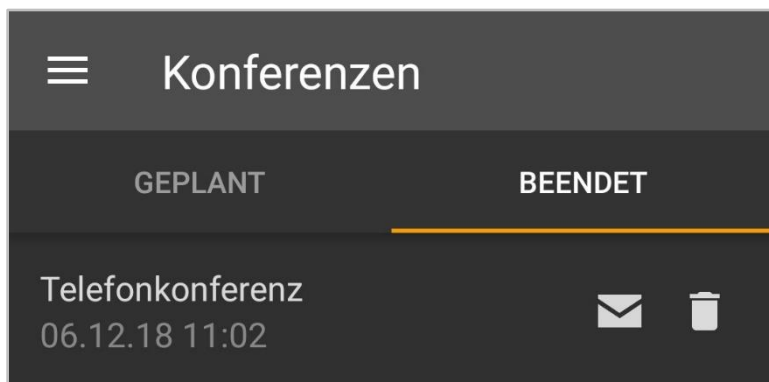 Konferenzen
GEPLANT BEENDET
Telefonkonferenz
06.12.18 11:02